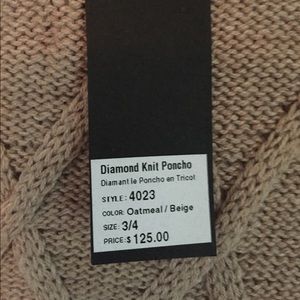 Diamond Knit Poncho
Diamant le Poncho en Tricot
STYLE: 4023
COLOR: Oatmeal / Beige
SIZE: 3/4
PRICE:$ 125.00